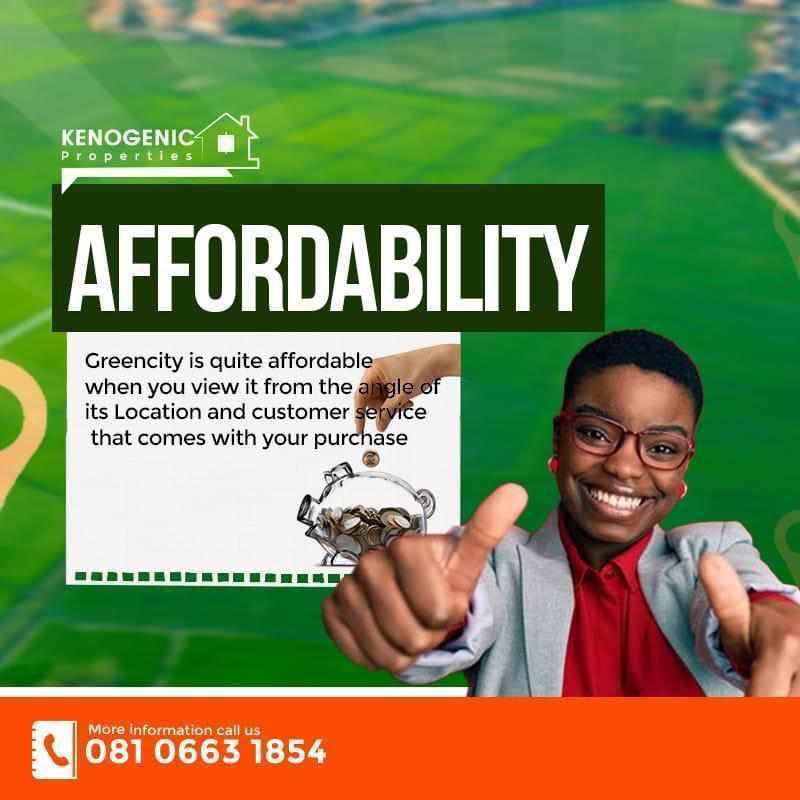 KENOGENIC
Properties
AFFORDABILITY
Greencity is quite affordable
when you view it from the angle of
its Location and customer service
that comes with your purchase
More information call us
081 0663 1854